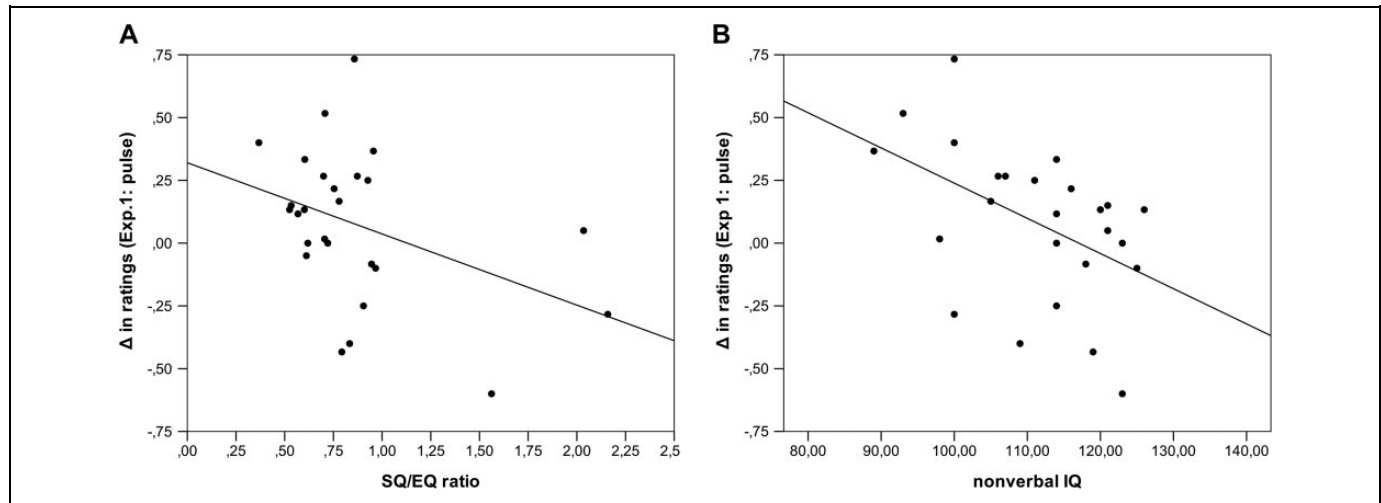 A
Δ in ratings (Exp.1: pulse)
,75
,50
,25
,00
-,25
-,50
-,75
,00 ,25 ,50 ,75 1,00 1,25 1,50 1,75 2,00 2,25 2,5
SQ/EQ ratio
B
Δ in ratings (Exp 1: pulse)
,75
,50
,25
,00
-,25
-,50
-,75
80,00 90,00 100,00 110,00 120,00 130,00 140,00
nonverbal IQ